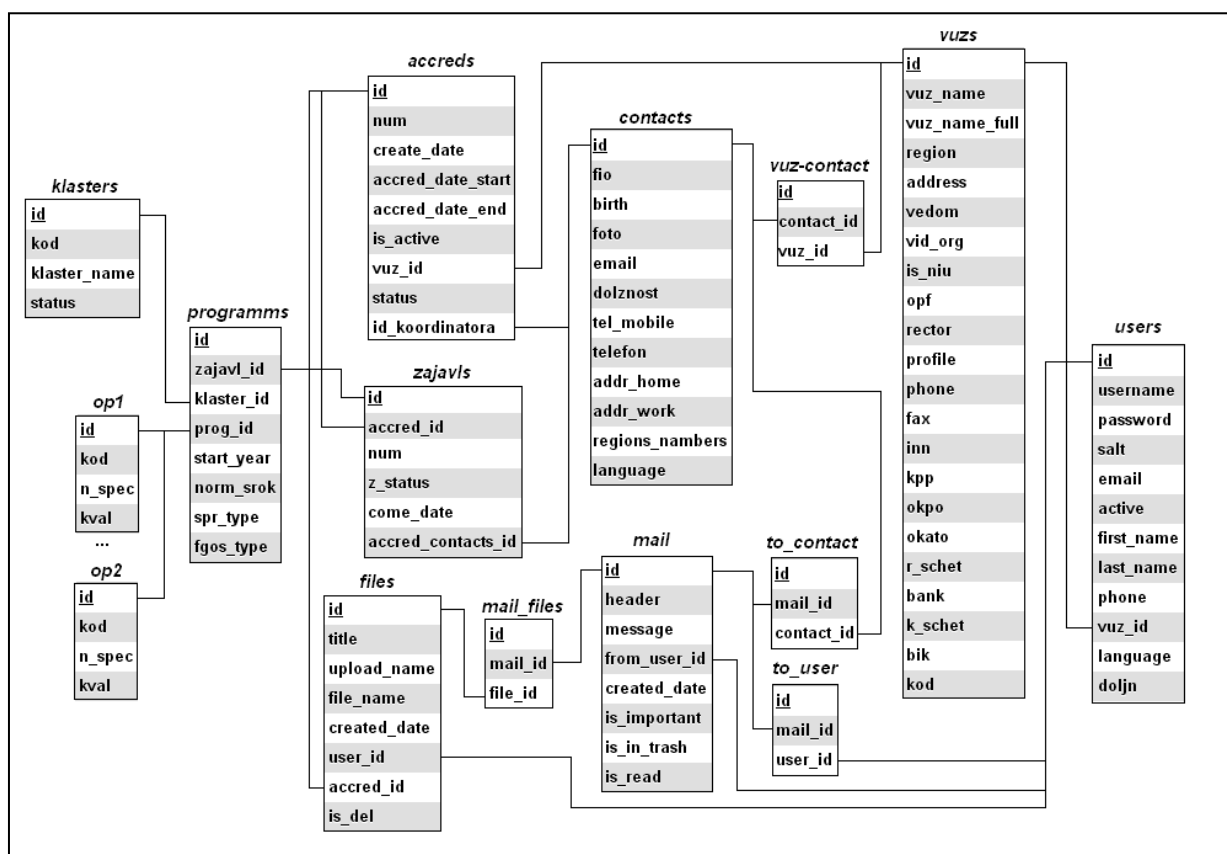 klasters
id
kod
klaster_name
status
op1
id
kod
n_spec
kval
...
op2
id
kod
n_spec
kval
programms
id
zajavl_id
klaster_id
prog_id
start_year
norm_srok
spr_type
fgos_type
accreds
id
num
create_date
accred_date_start
accred_date_end
is_active
vuz_id
status
id_koordinatora
zajavls
id
accred_id
num
z_status
come_date
accred_contacts_id
files
id
title
upload_name
file_name
created_date
user_id
accred_id
is_del
mail_files
id
mail_id
file_id
contacts
id
fio
birth
foto
email
dolznost
tel_mobile
telefon
addr_home
addr_work
regions_nambers
language
mail
id
header
message
from_user_id
created_date
is_important
is_in_trash
is_read
vuz-contact
id
contact_id
vuz_id
to_contact
id
mail_id
contact_id
to_user
id
mail_id
user_id
vuzs
id
vuz_name
vuz_name_full
region
address
vedom
vid_org
is_niu
opf
rector
profile
phone
fax
inn
kpp
okpo
okato
r_schet
bank
k_schet
bik
kod
users
id
username
password
salt
email
active
first_name
last_name
phone
vuz_id
language
doljn